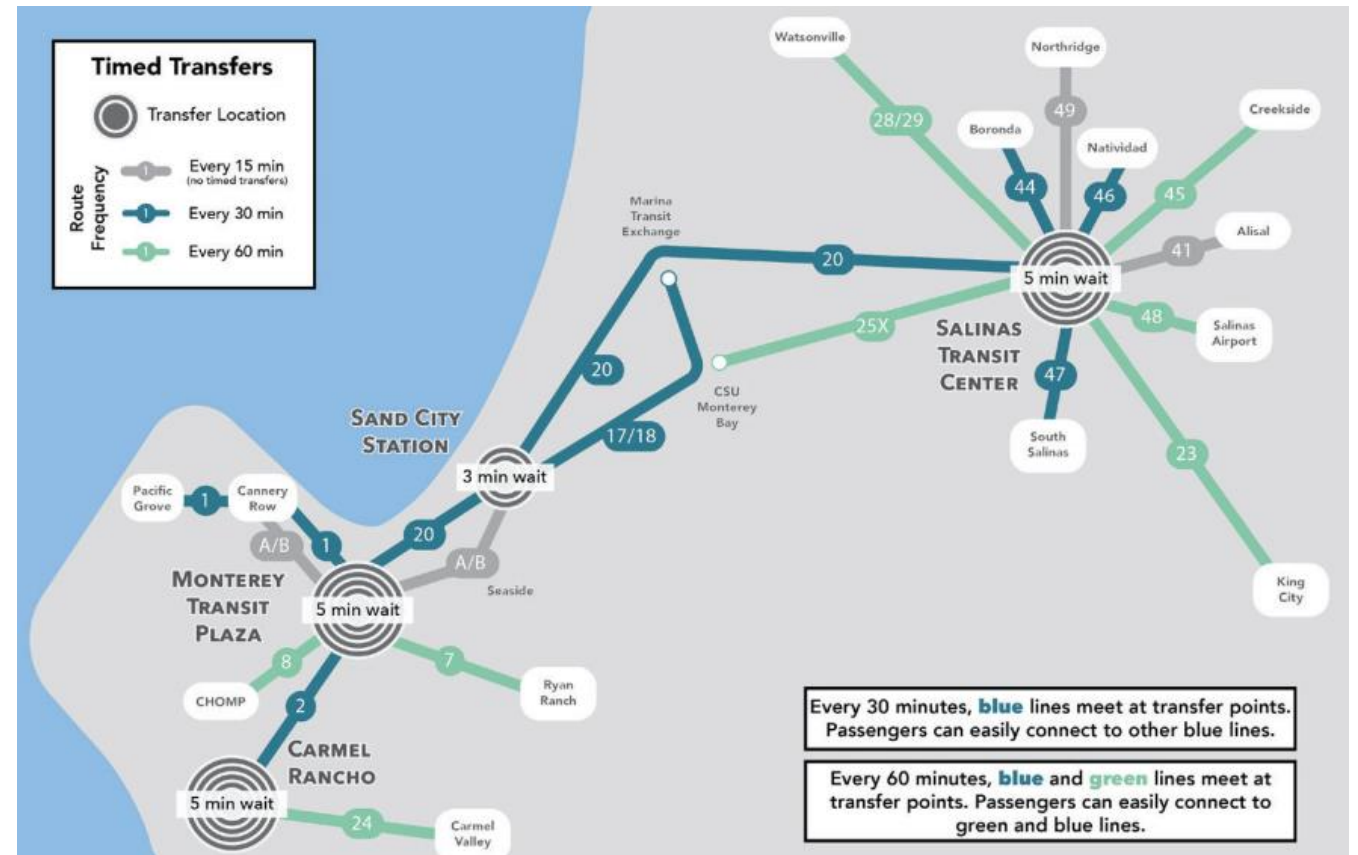 Timed Transfers
Transfer Location
Route
Frequency
1
Every 15 min
(no timed transfers)
1
Every 30 min
1
Every 60 min
Watsonville
Northridge
Creekside
28/29
49
Boronda
Natividad
44
46
45
Marina
Transit
Exchange
Alisal
41
20
5 min wait
25X
48
Salinas
Airport
SALINAS
TRANSIT
CENTER
20
47
CSU
Monterey
Bay
SAND CITY
STATION
17/18
South
Salinas
23
3 min wait
Pacific
Grove
1
Cannery
Row
A/B
1
20
A/B
Seaside
MONTEREY
TRANSIT
PLAZA
5 min wait
King
City
8
7
CHOMP
Ryan
Ranch
2
CARMEL
RANCHO
5 min wait
24
Carmel
Valley
Every 30 minutes, blue lines meet at transfer points.
Passengers can easily connect to other blue lines.
Every 60 minutes, blue and green lines meet at
transfer points. Passengers can easily connect to
green and blue lines.